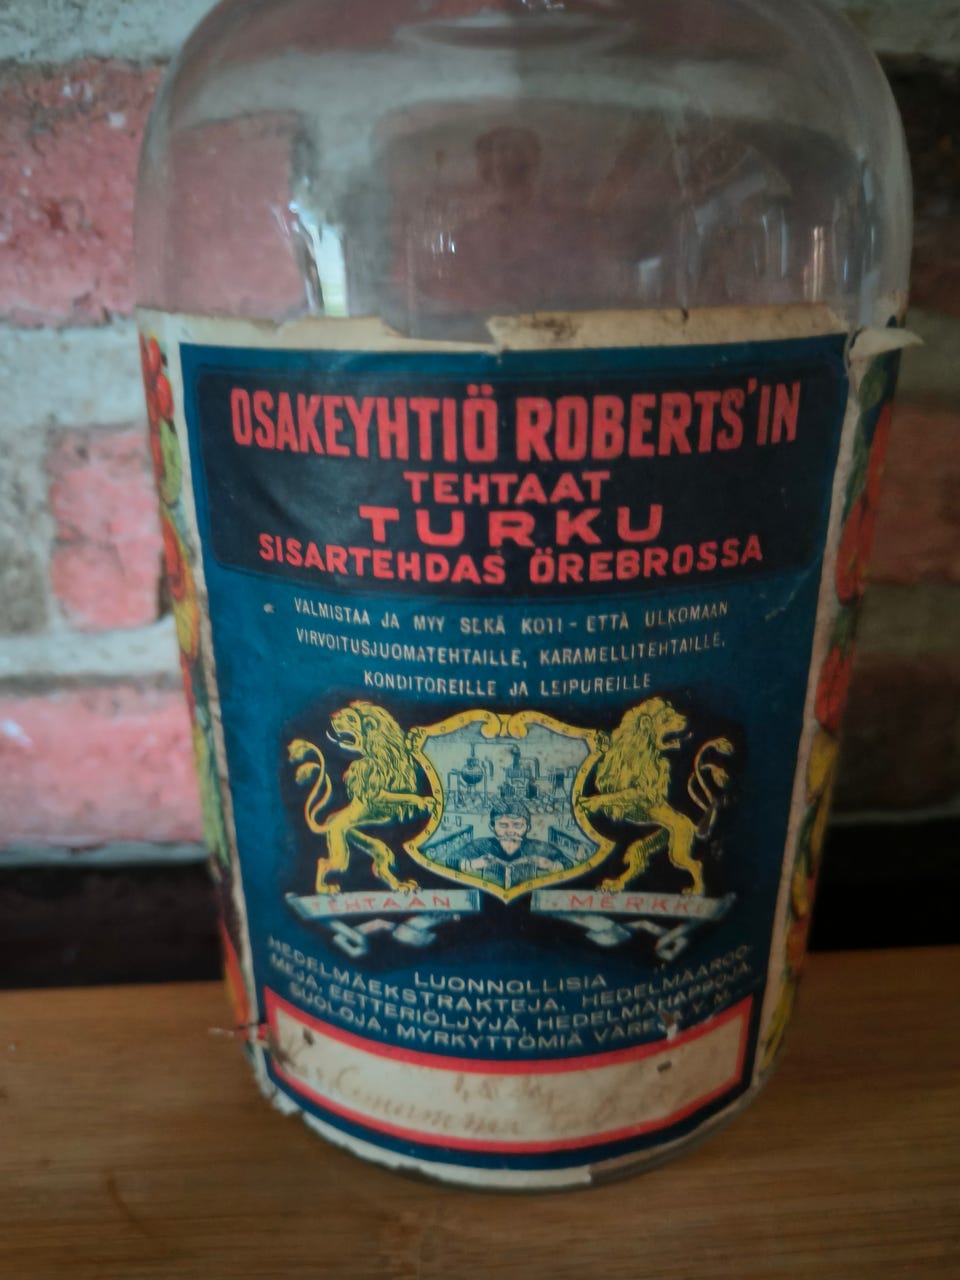 OSAKEYHTIÖ ROBERTS'IN
TEHTAAT
TURKU
SISARTEHDAS ÖREBROSSA
VALMISTAA JA MYY SEKÄ KOTI- ETTÄ ULKOMAAN
VIRVOITUSJUOMATEHTAILLE, KARAMELLITEHTAILLE,
KONDITOREILLE JA LEIPUREILLE
TEHTAAN MERKKI
LUONNOLLISIA
HEDELMÄEKSTRAKTEJA, HEDELMÄAROO-
MEJA, EETTERIÖLJYJÄ, HEDELMÄHAPPOJA,
SUOLOJA, MYRKYTTÖMIÄ VÄREJÄ Y. M.